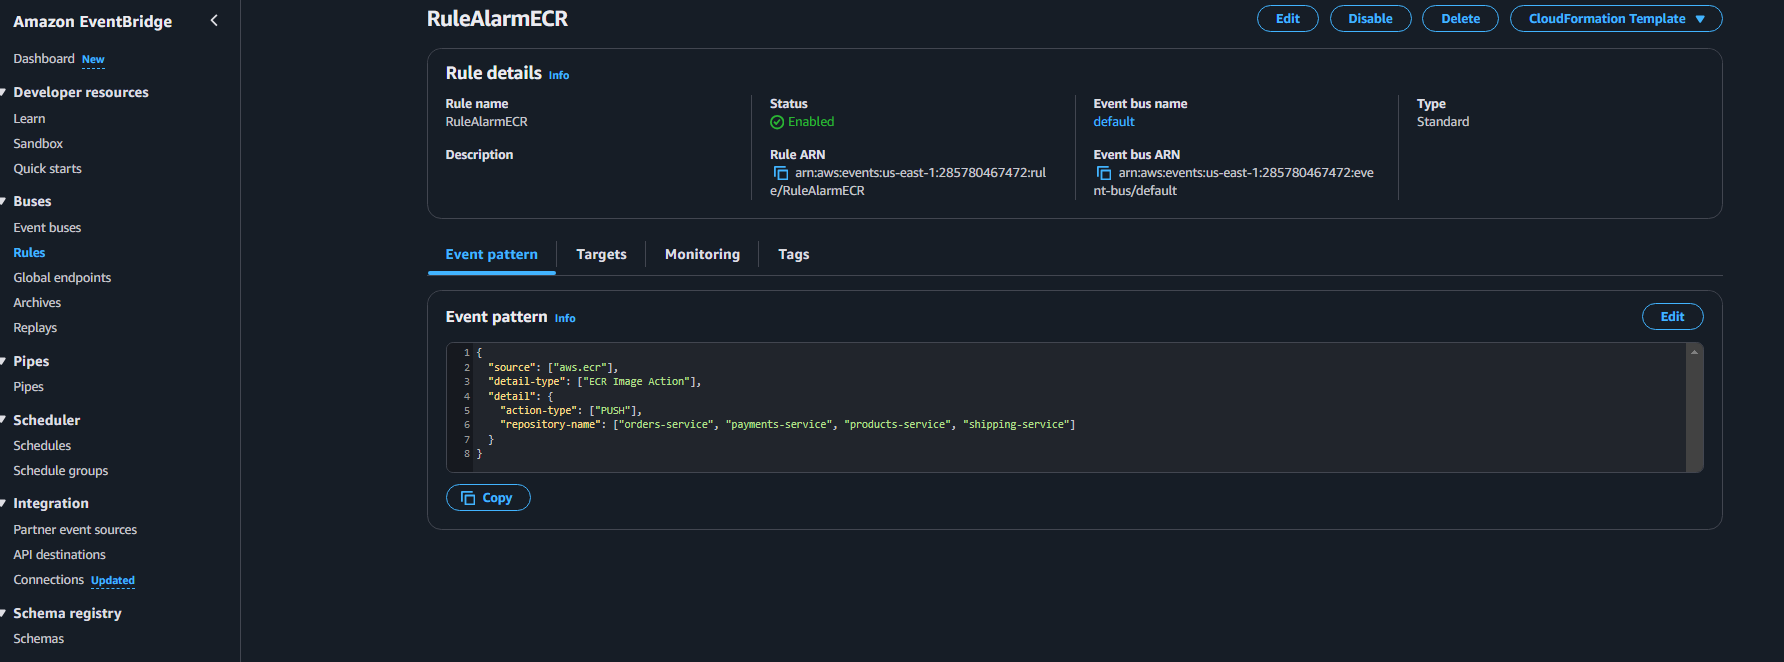 Amazon EventBridge
Dashboard New
Developer resources
Learn
Sandbox
Quick starts
Buses
Event buses
Rules
Global endpoints
Archives
Replays
Pipes
Pipes
Scheduler
Schedules
Schedule groups
Integration
Partner event sources
API destinations
Connections Updated
Schema registry
Schemas
RuleAlarmECR
Edit
Disable
Delete
CloudFormation Template
Rule details Info
Rule name
RuleAlarmECR
Description
Status
Enabled
Rule ARN
arn:aws:events:us-east-1:285780467472:rul
e/RuleAlarmECR
Event bus name
default
Event bus ARN
arn:aws:events:us-east-1:285780467472:eve
nt-bus/default
Type
Standard
Event pattern
Targets
Monitoring
Tags
Event pattern Info
Edit
1 {
2 "source": ["aws.ecr"],
3 "detail-type": ["ECR Image Action"],
4 "detail": {
5 "action-type": ["PUSH"],
6 "repository-name": ["orders-service", "payments-service", "products-service", "shipping-service"]
7 }
8 }
Copy